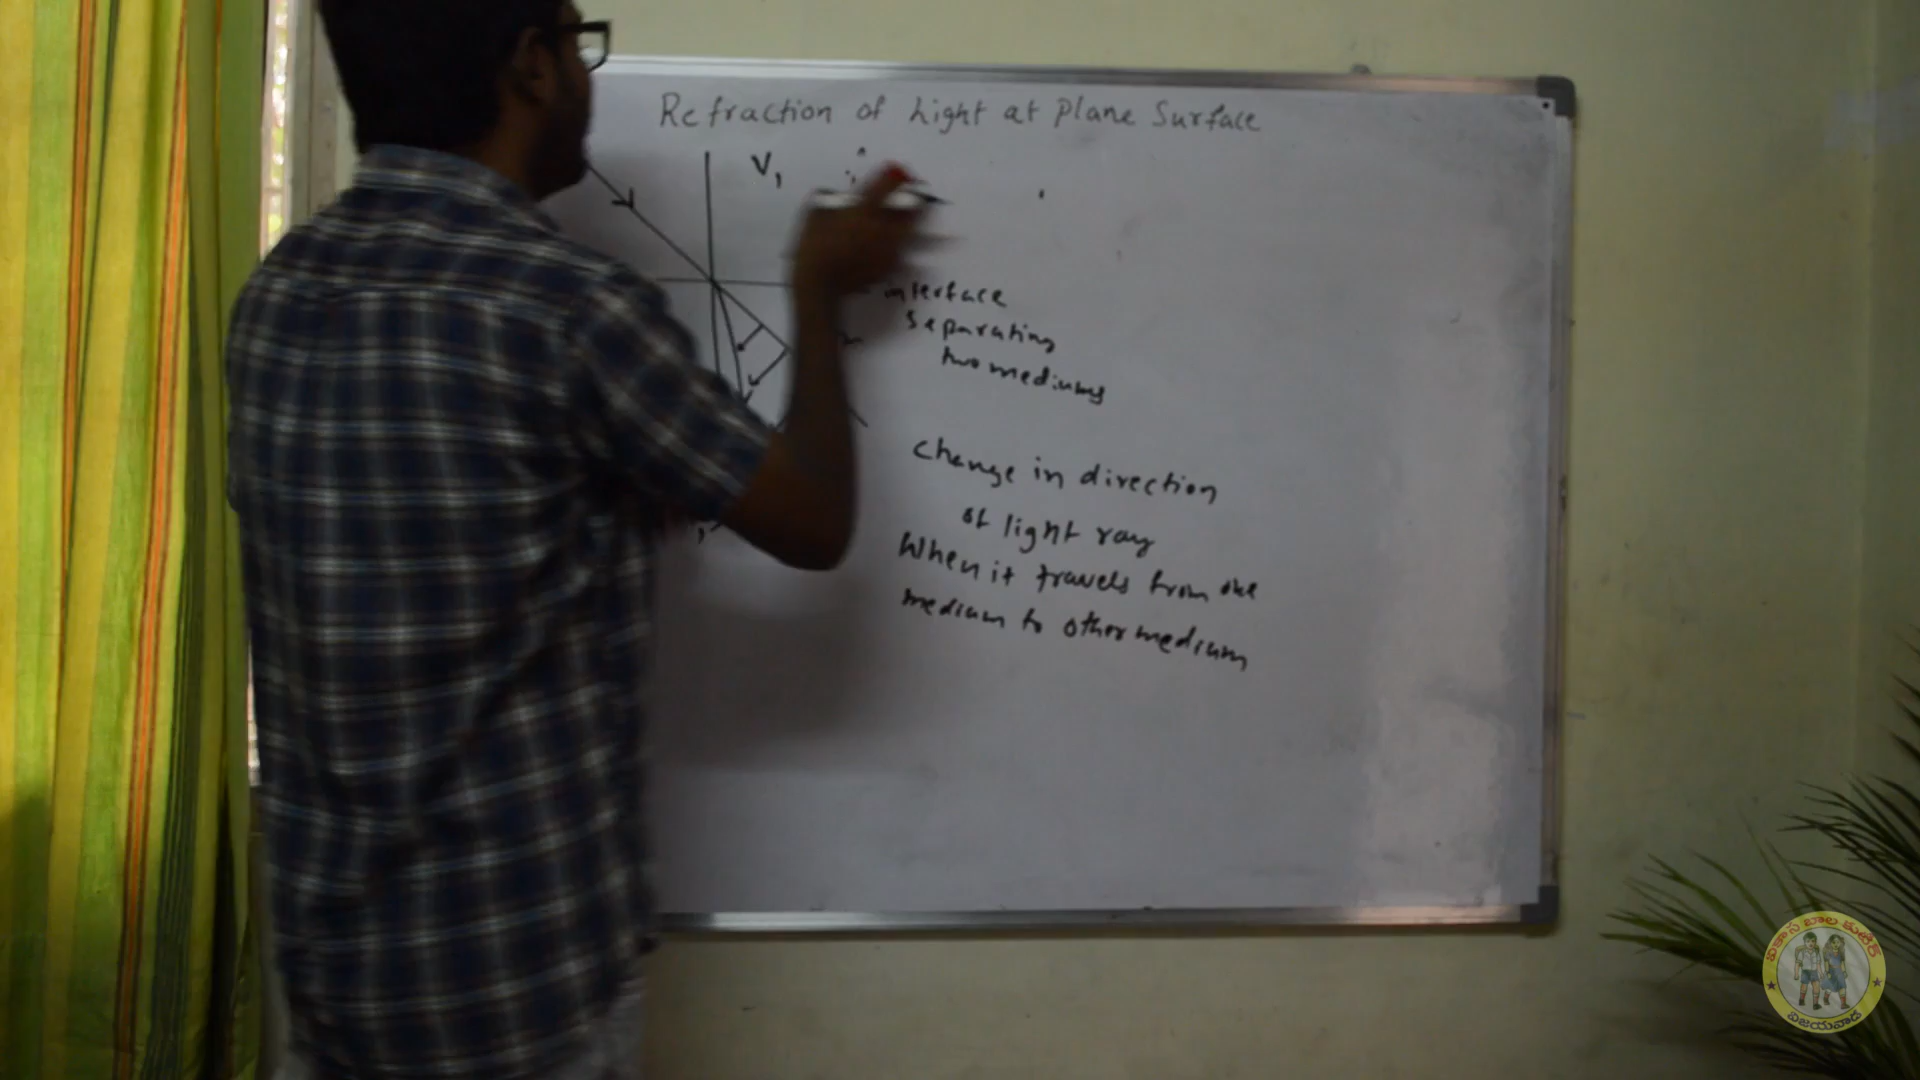 Refraction of Light at Plane Surface
V1
interface
separating
two mediums
Change in direction
of light ray
When it travels from one
medium to other medium
వికాస బాల కుటీర్
విజయవాడ